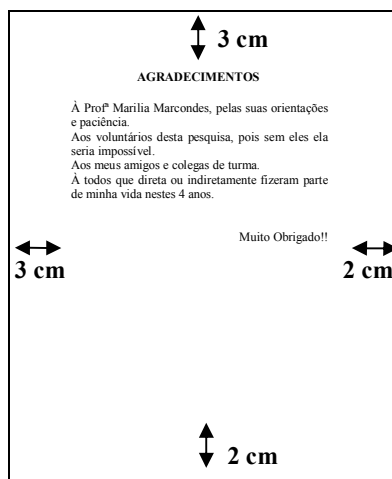 3 cm
AGRADECIMENTOS
À Profª Marilia Marcondes, pelas suas orientações
e paciência.
Aos voluntários desta pesquisa, pois sem eles ela
seria impossível.
Aos meus amigos e colegas de turma.
À todos que direta ou indiretamente fizeram parte
de minha vida nestes 4 anos.
Muito Obrigado!!
3 cm
2 cm
2 cm